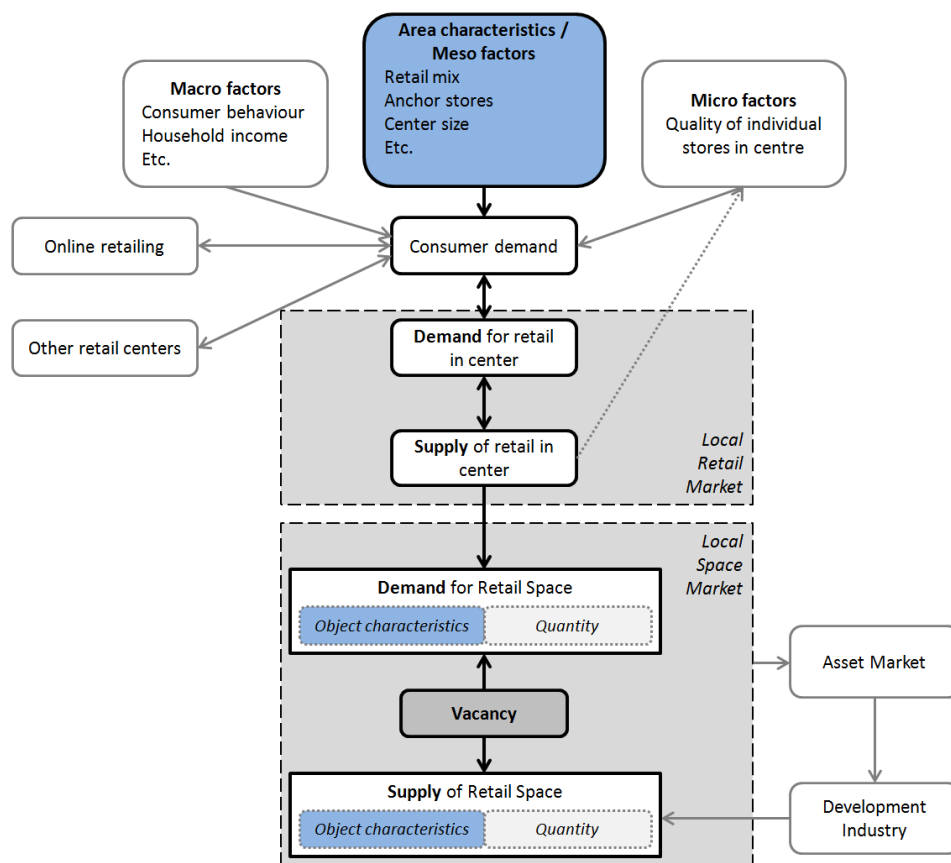 Area characteristics /
Meso factors
Retail mix
Anchor stores
Center size
Etc.
Macro factors
Consumer behaviour
Household income
Etc.
Micro factors
Quality of individual
stores in centre
Online retailing
Consumer demand
Other retail centers
Demand for retail
in center
Supply of retail in
center
Local
Retail
Market
Local
Space
Market
Demand for Retail Space
Object characteristics
Quantity
Asset Market
Vacancy
Supply of Retail Space
Object characteristics
Quantity
Development
Industry